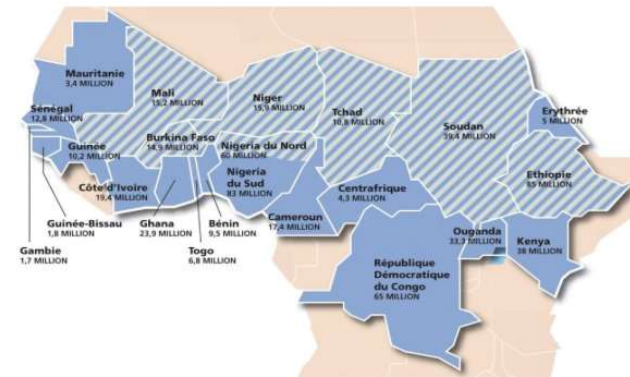 Mauritanie
3,4 MILLION
Mali
15,2 MILLION
Niger
15,9 MILLION
Tchad
10,8 MILLION
Soudan
39,4 MILLION
Erythrée
5 MILLION
Sénégal
12,8 MILLION
Guinée
10,2 MILLION
Burkina Faso
14,9 MILLION
Nigeria du Nord
60 MILLION
Ethiopie
85 MILLION
Côte d'Ivoire
19,4 MILLION
Nigeria
du Sud
83 MILLION
Centrafrique
4,3 MILLION
Guinée-Bissau
1,8 MILLION
Ghana
23,9 MILLION
Bénin
9,5 MILLION
Cameroun
17,4 MILLION
Ouganda
33,3 MILLION
Kenya
38 MILLION
Gambie
1,7 MILLION
Togo
6,8 MILLION
République
Démocratique
du Congo
65 MILLION